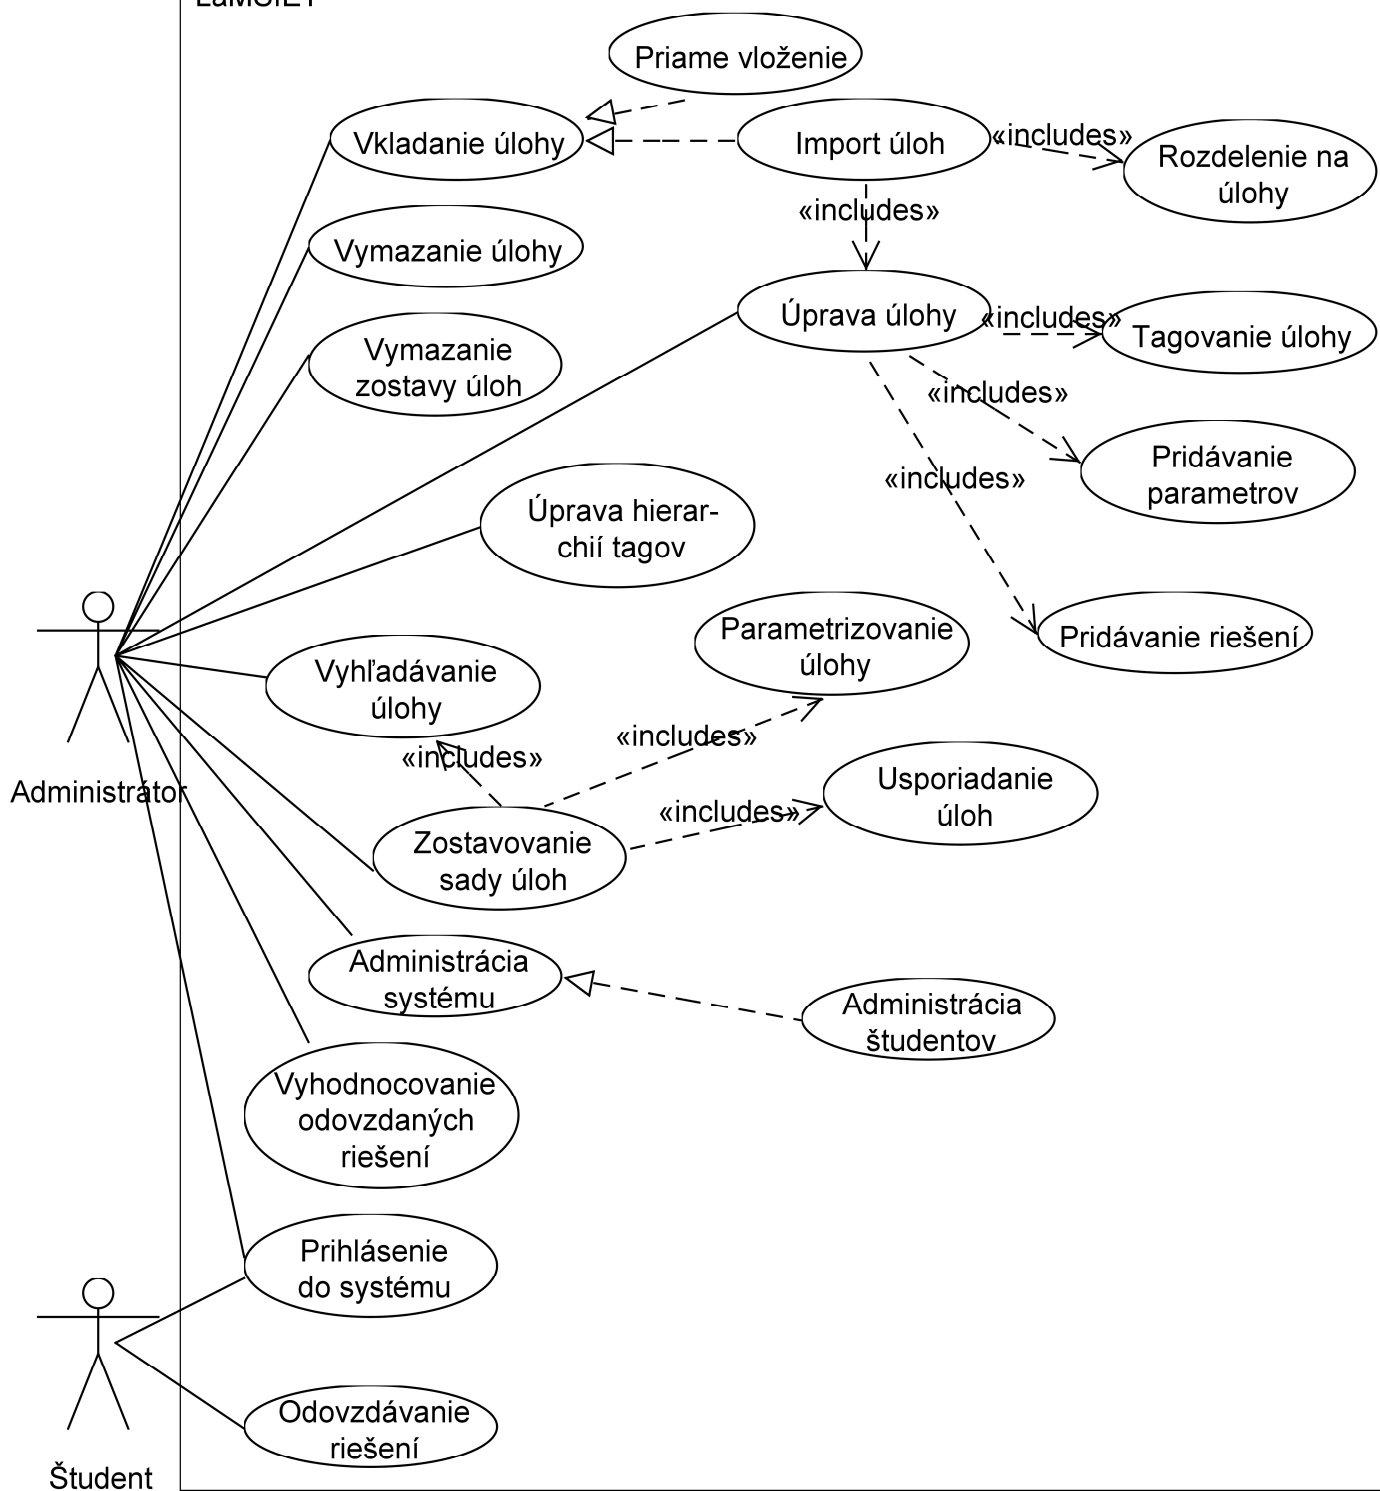 Priame vloženie
Vkladanie úlohy
Import úloh
«includes»
Rozdelenie na
úlohy
«includes»
Vymazanie úlohy
Úprava úlohy
«includes»
Tagovanie úlohy
Vymazanie
zostavy úloh
«includes»
Pridávanie
parametrov
«includes»
Úprava hierar-
chií tagov
Parametrizovanie
úlohy
Pridávanie riešení
Vyhľadávanie
úlohy
«includes»
«includes»
Administrátor
Usporiadanie
úloh
«includes»
Zostavovanie
sady úloh
Administrácia
systému
Administrácia
študentov
Vyhodnocovanie
odovzdaných
riešení
Prihlásenie
do systému
Odovzdávanie
riešení
Študent